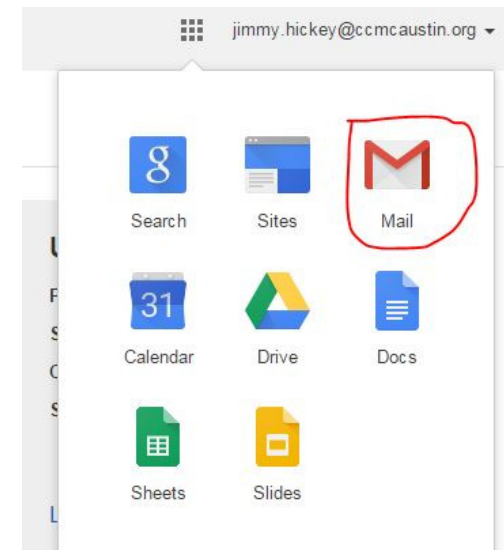 jimmy.hickey@ccmcaustin.org
g
Search Sites Mail
31
Calendar Drive Docs
Sheets Slides
L